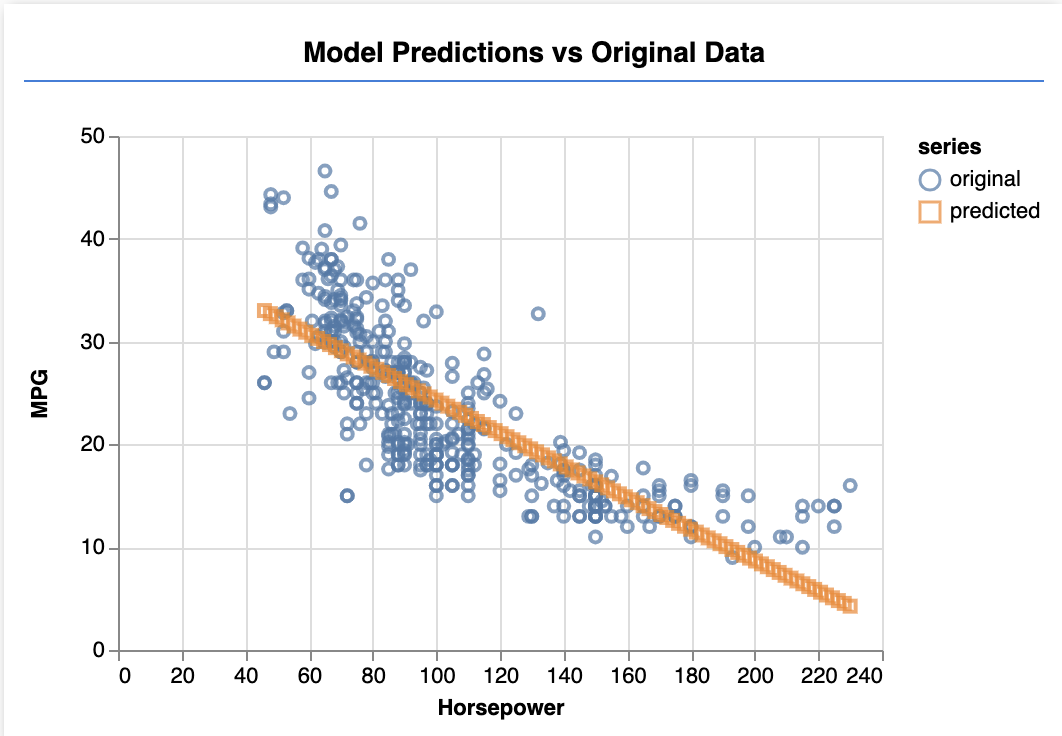 Model Predictions vs Original Data
series
original
predicted
50
40
30
20
10
0
MPG
0 20 40 60 80 100 120 140 160 180 200 220 240
Horsepower